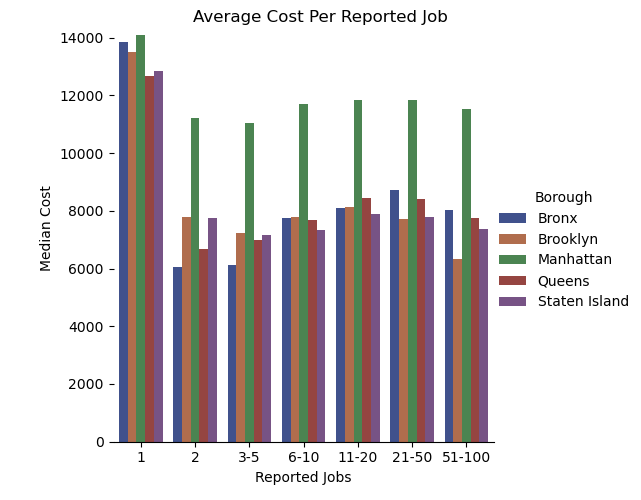 Average Cost Per Reported Job
14000
12000
10000
8000
6000
4000
2000
0
Median Cost
1 2 3-5 6-10 11-20 21-50 51-100
Reported Jobs
Borough
Bronx
Brooklyn
Manhattan
Queens
Staten Island